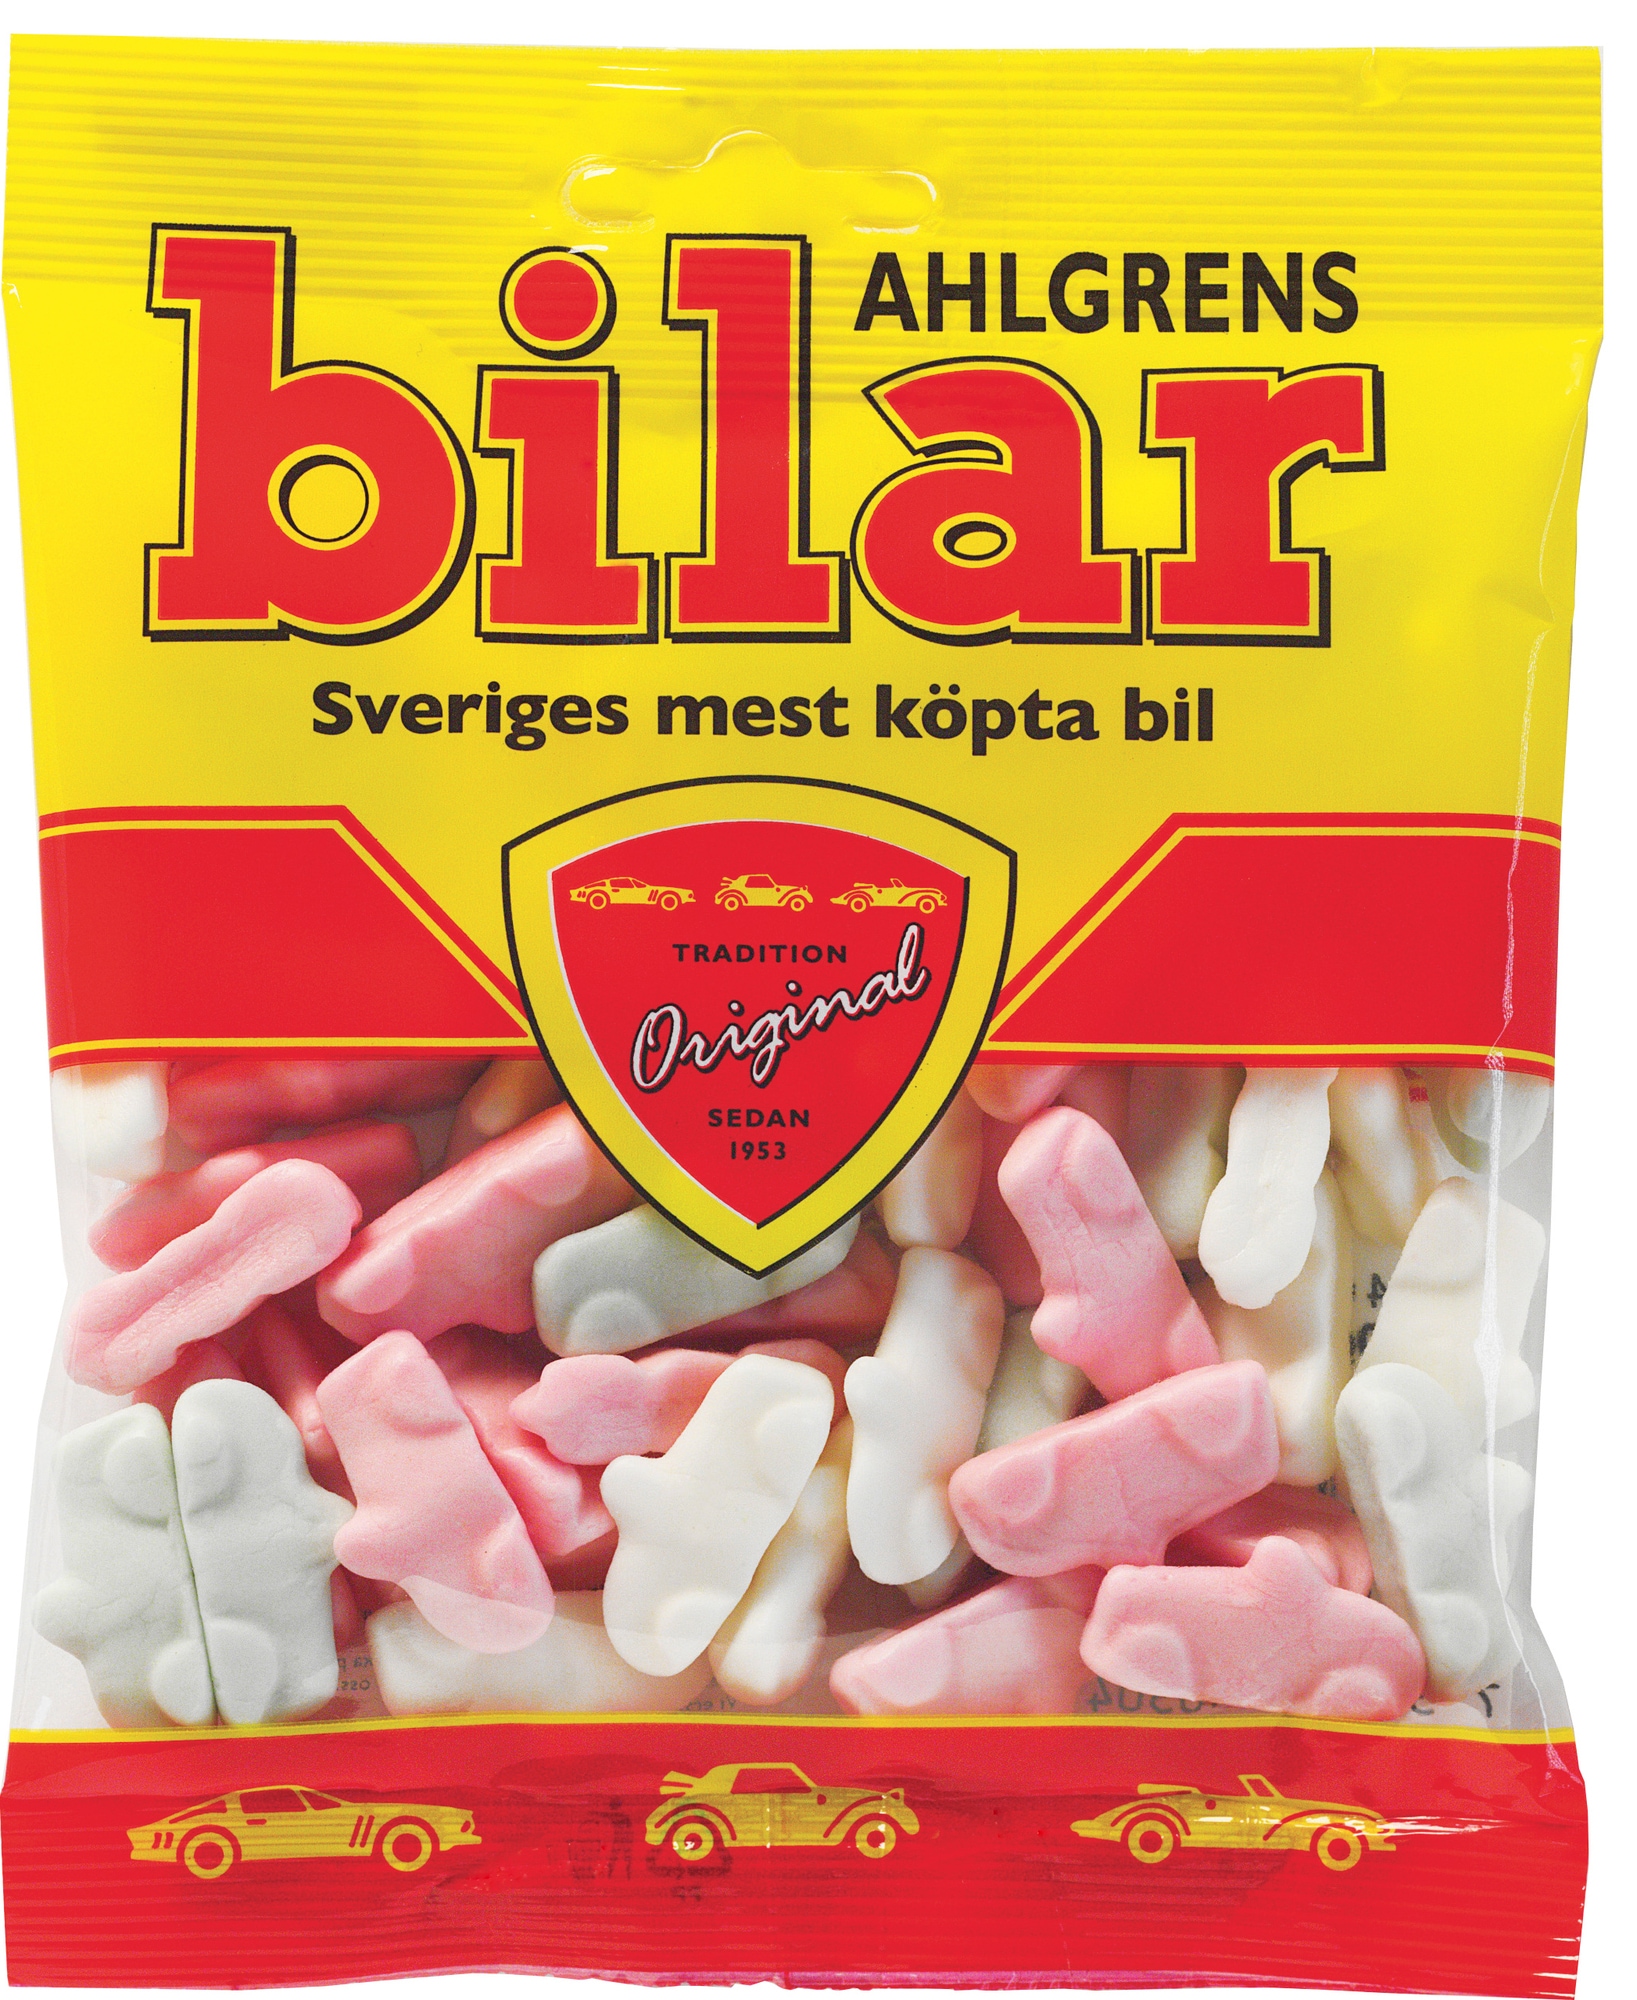 AHLGRENS
bilar
Sveriges mest köpta bil
TRADITION
Original
SEDAN
1953